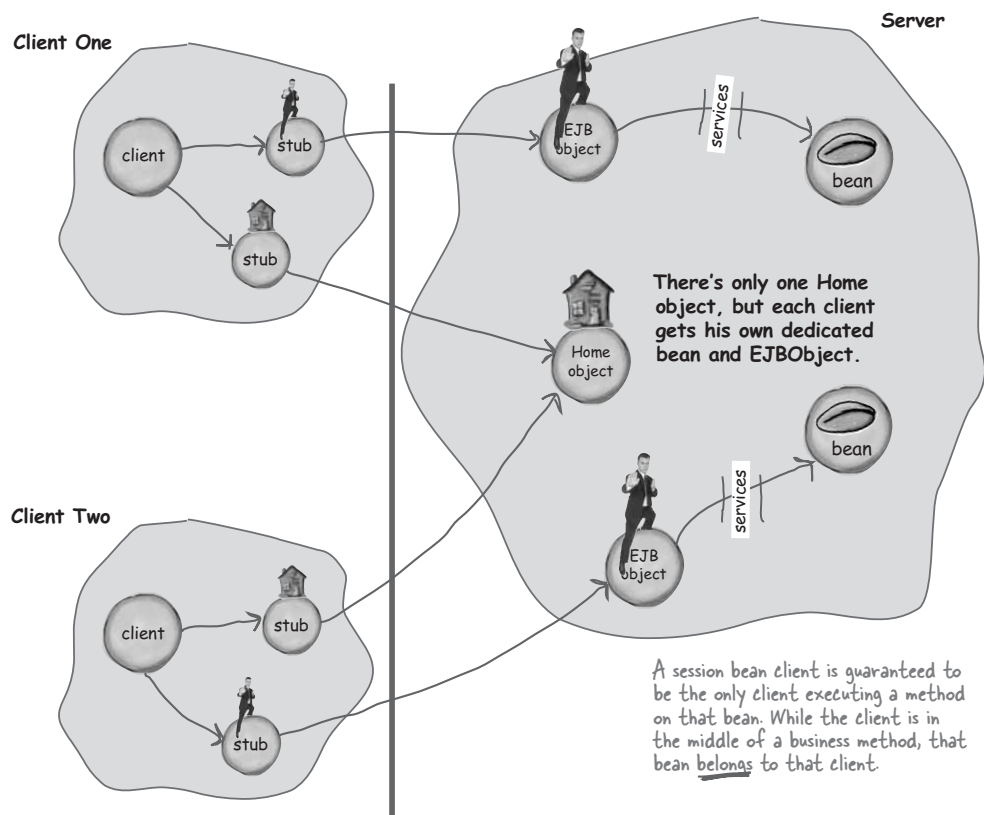 Server
Client One
client
stub
stub
EJB
object
services
bean
There's only one Home
object, but each client
gets his own dedicated
bean and EJBObject.
Home
object
bean
services
EJB
object
Client Two
client
stub
stub
A session bean client is guaranteed to
be the only client executing a method
on that bean. While the client is in
the middle of a business method, that
bean belongs to that client.